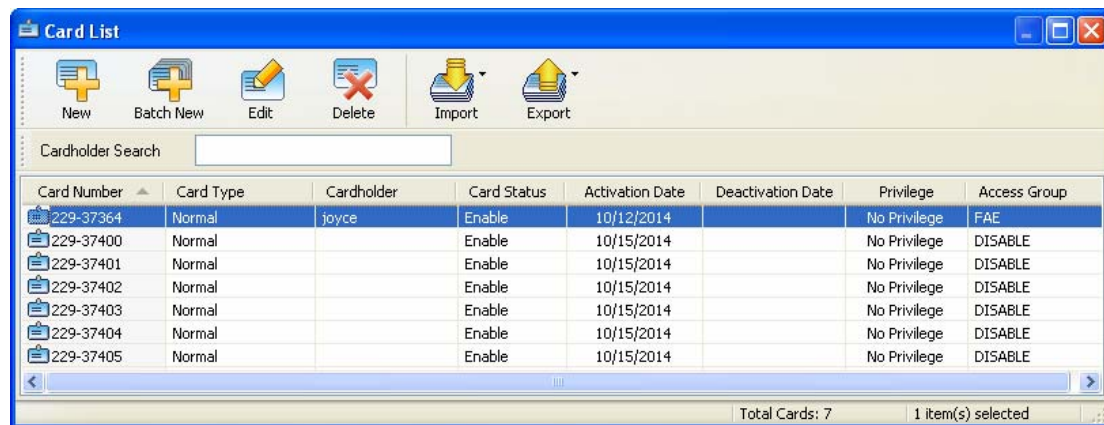 Card List
New Batch New Edit Delete Import Export
Cardholder Search
Card Number Card Type Cardholder Card Status Activation Date Deactivation Date Privilege Access Group
229-37364 Normal joyce Enable 10/12/2014 No Privilege FAE
229-37400 Normal Enable 10/15/2014 No Privilege DISABLE
229-37401 Normal Enable 10/15/2014 No Privilege DISABLE
229-37402 Normal Enable 10/15/2014 No Privilege DISABLE
229-37403 Normal Enable 10/15/2014 No Privilege DISABLE
229-37404 Normal Enable 10/15/2014 No Privilege DISABLE
229-37405 Normal Enable 10/15/2014 No Privilege DISABLE
Total Cards: 7 1 item(s) selected